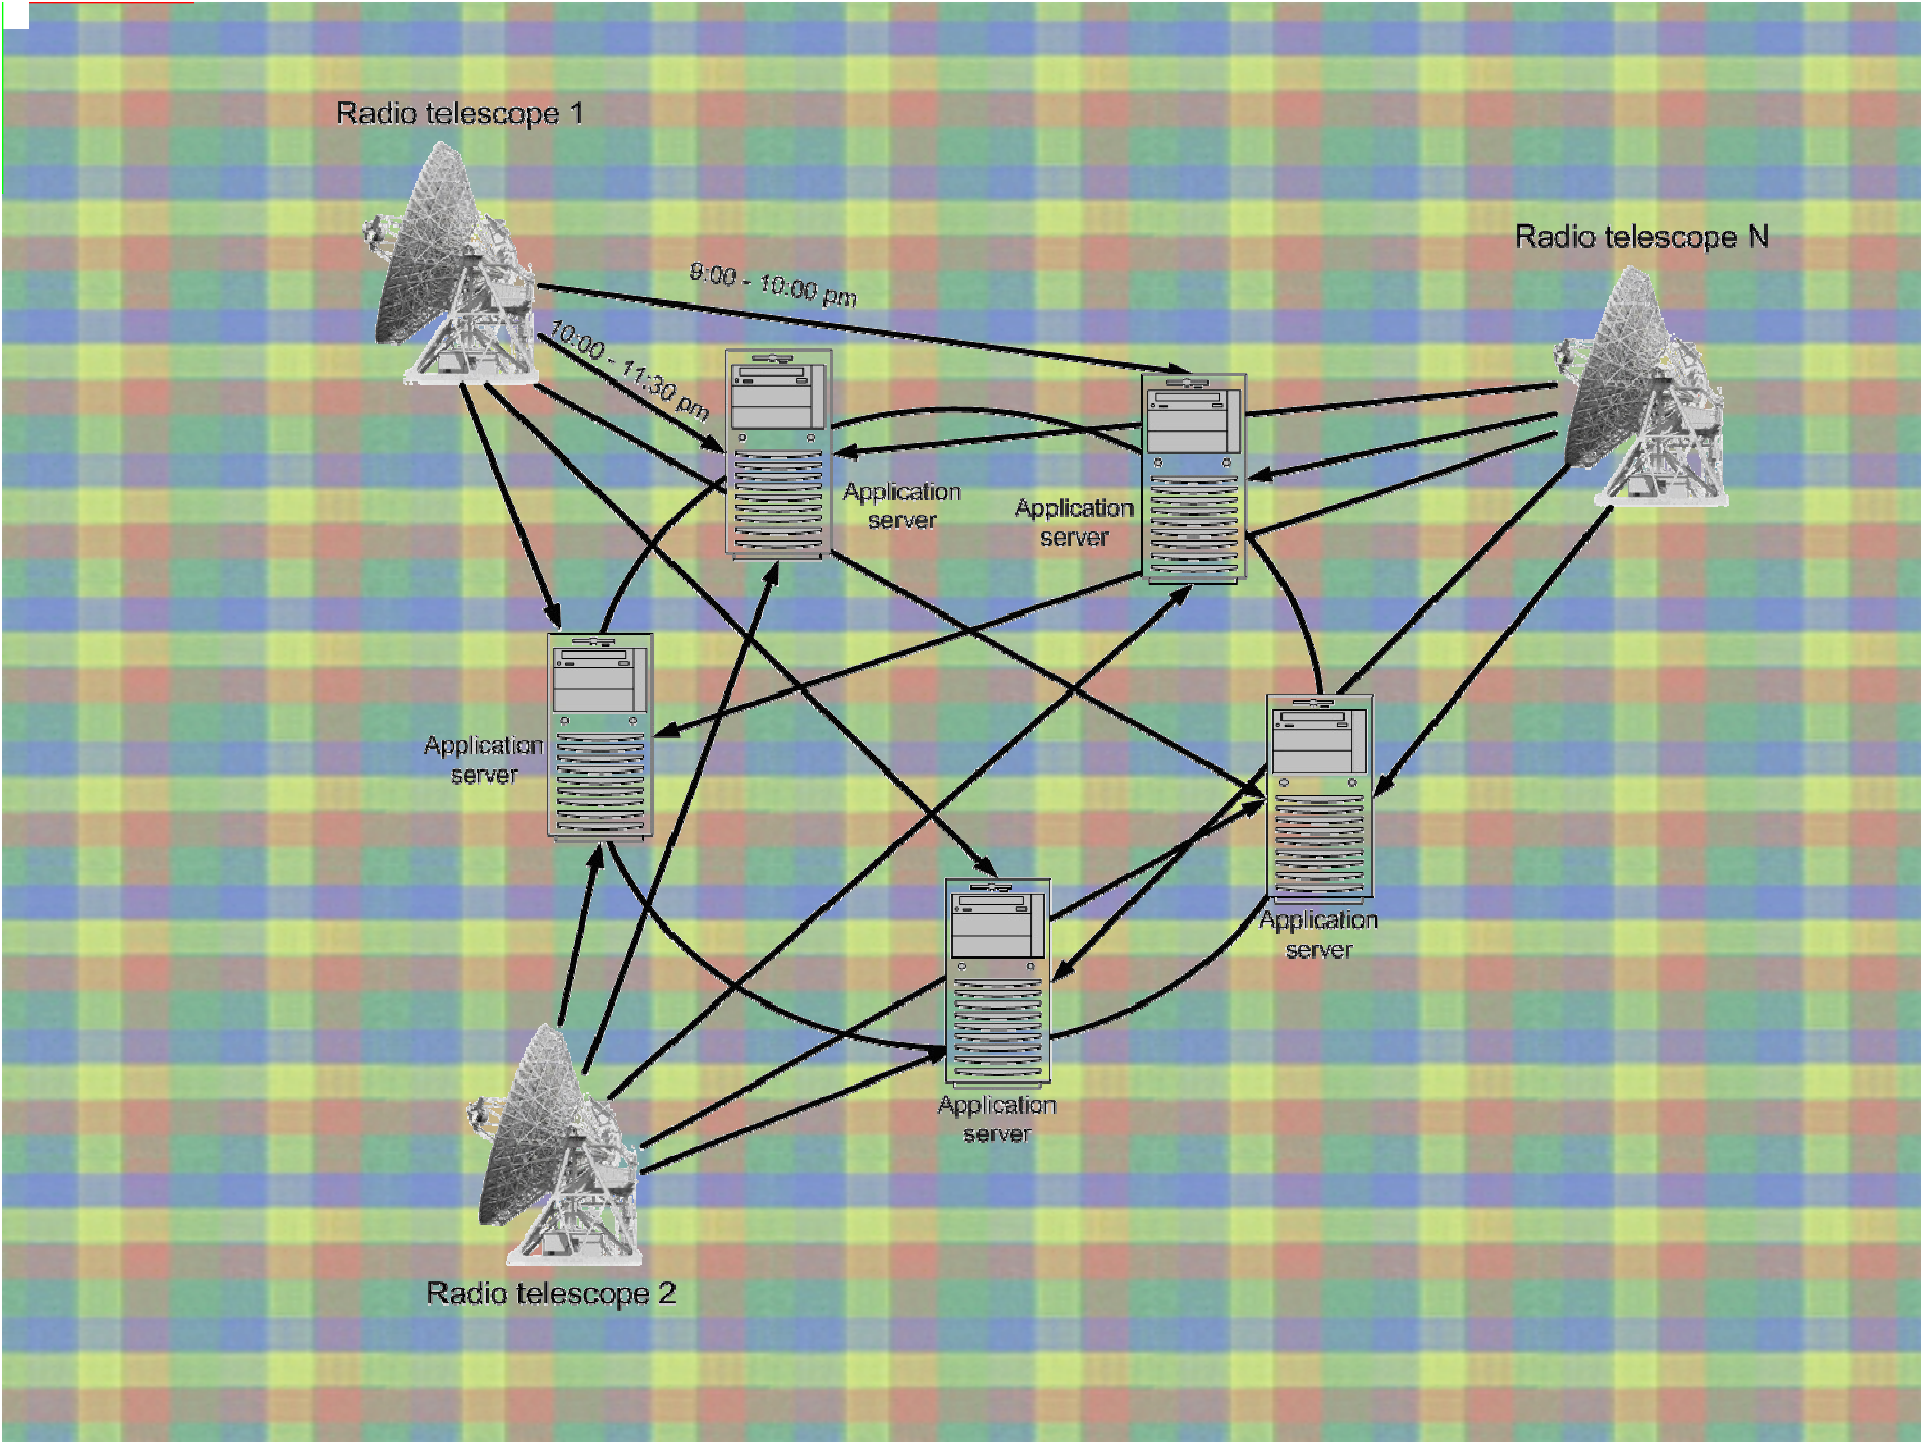 Radio telescope 1
Radio telescope N
9:00 - 10:00 pm
10:00 - 11:30 pm
Application
server
Application
server
Application
server
Application
server
Application
server
Radio telescope 2